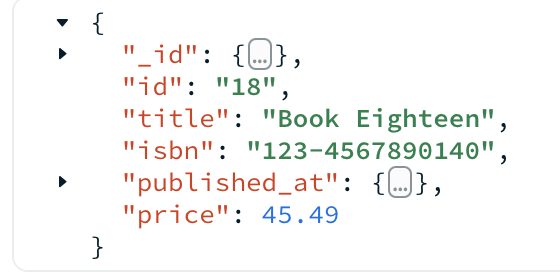 {
"_id": {...},
"id": "18",
"title": "Book Eighteen",
"isbn": "123-4567890140",
"published_at": {...},
"price": 45.49
}